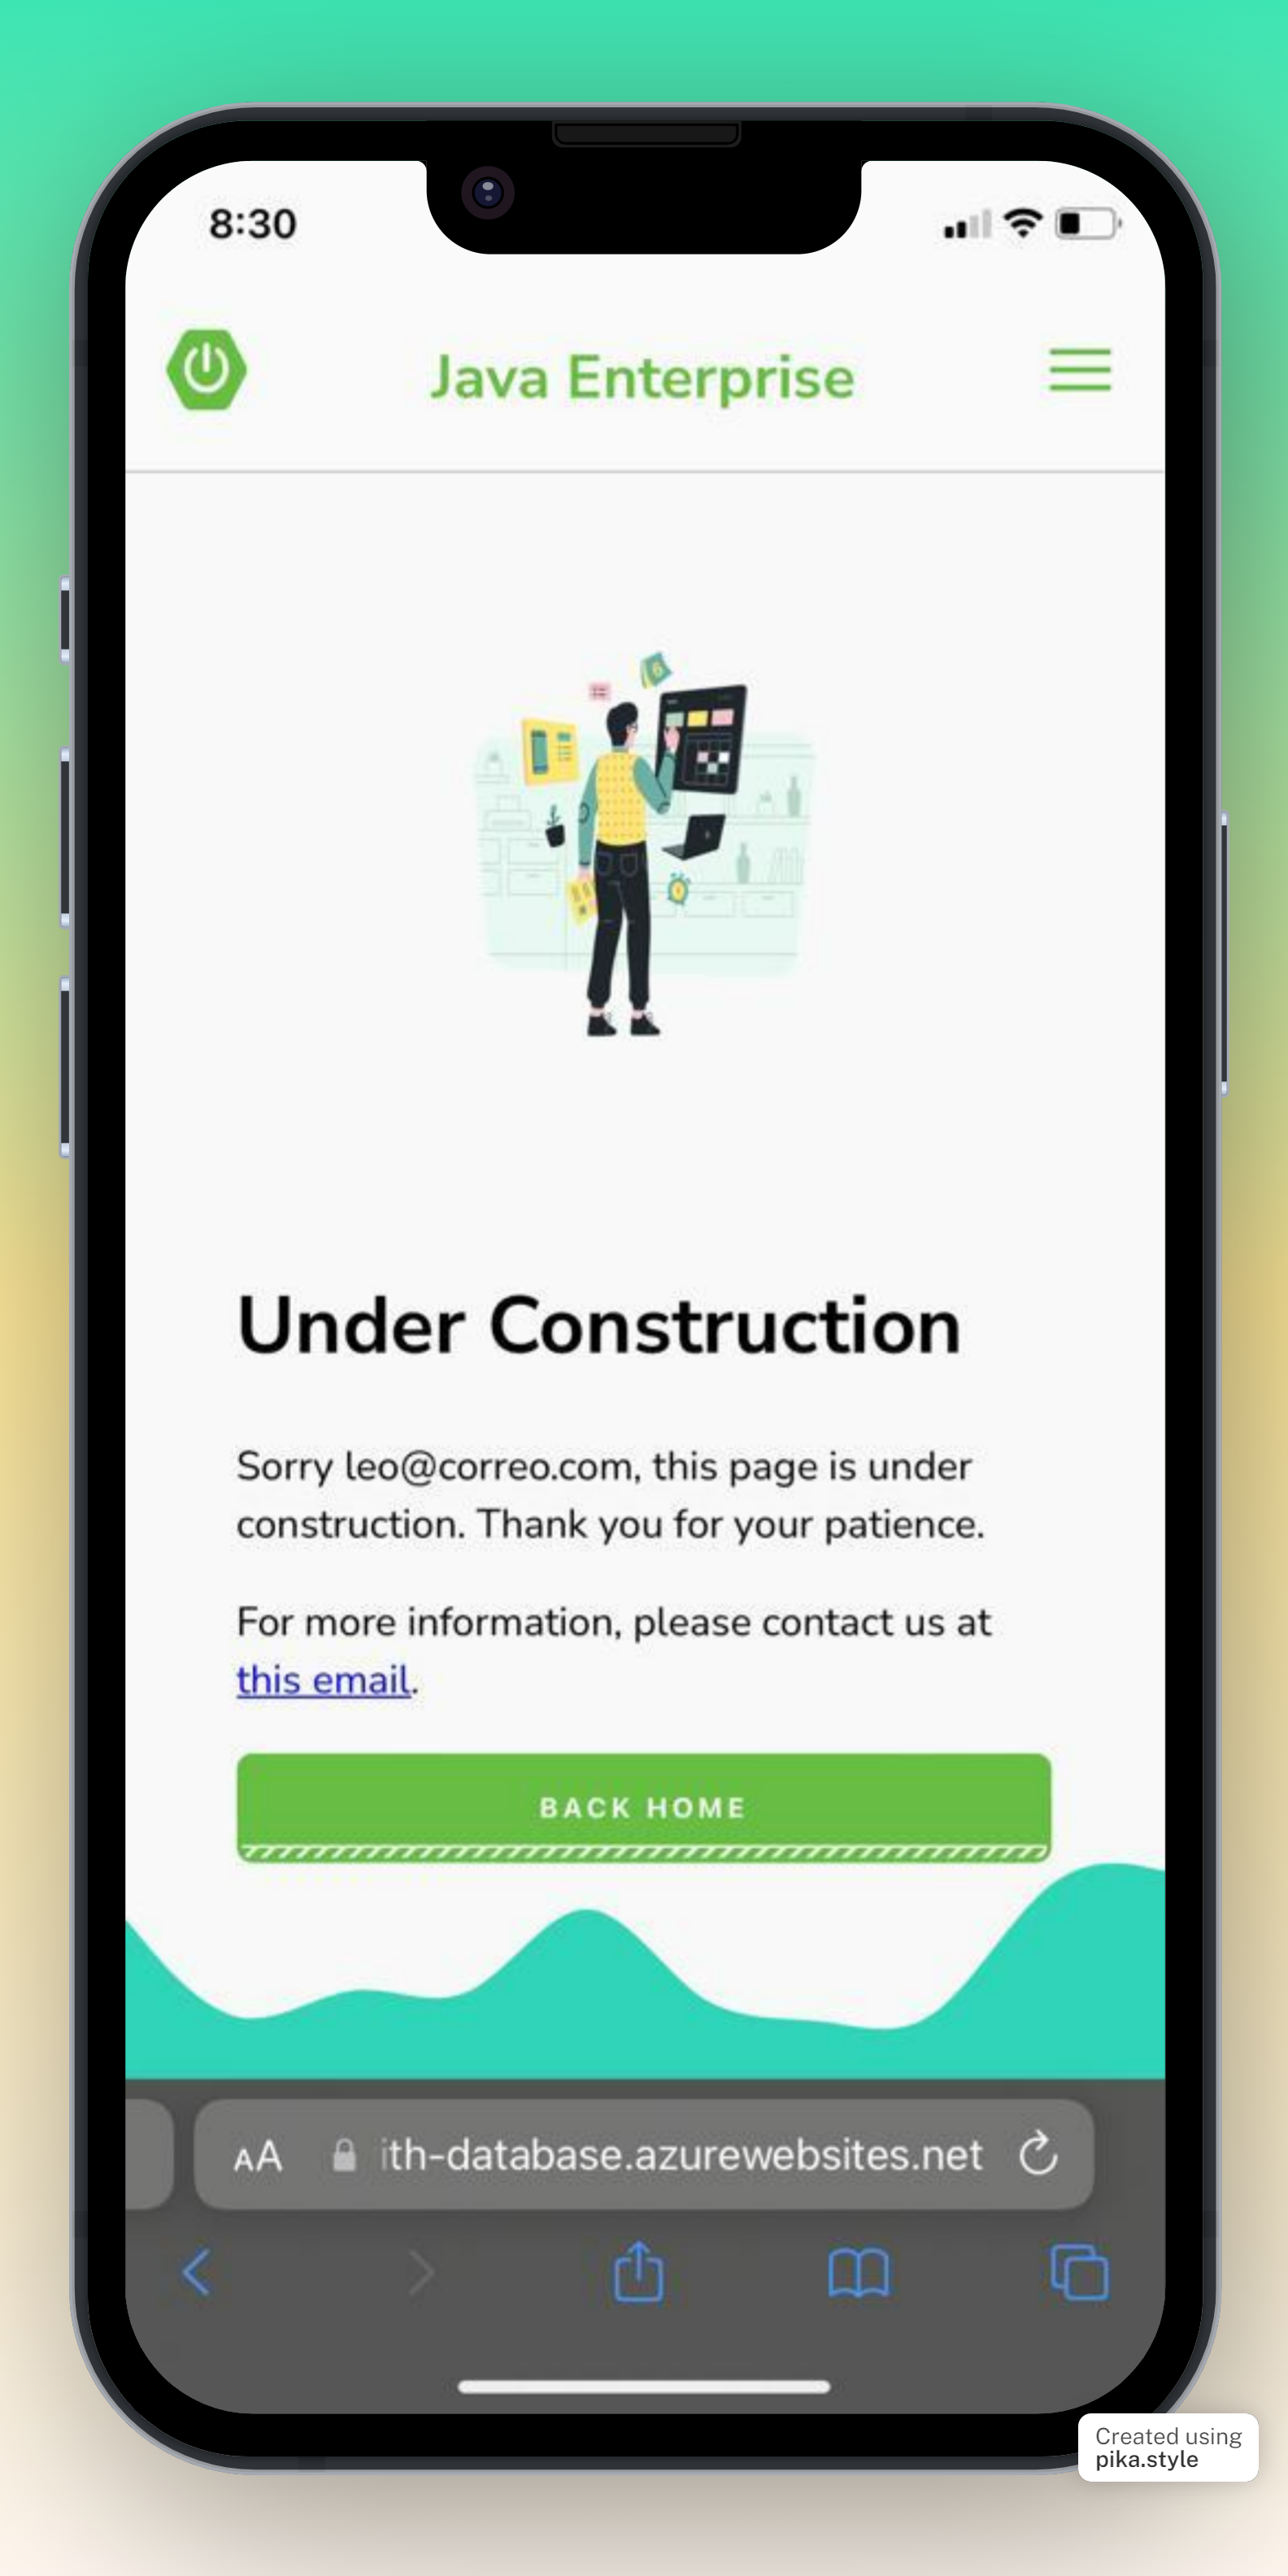 8:30
Java Enterprise
Under Construction
Sorry leo@correo.com, this page is under
construction. Thank you for your patience.
For more information, please contact us at
this email.
BACK HOME
AA ith-database.azurewebsites.net
Created using
pika.style